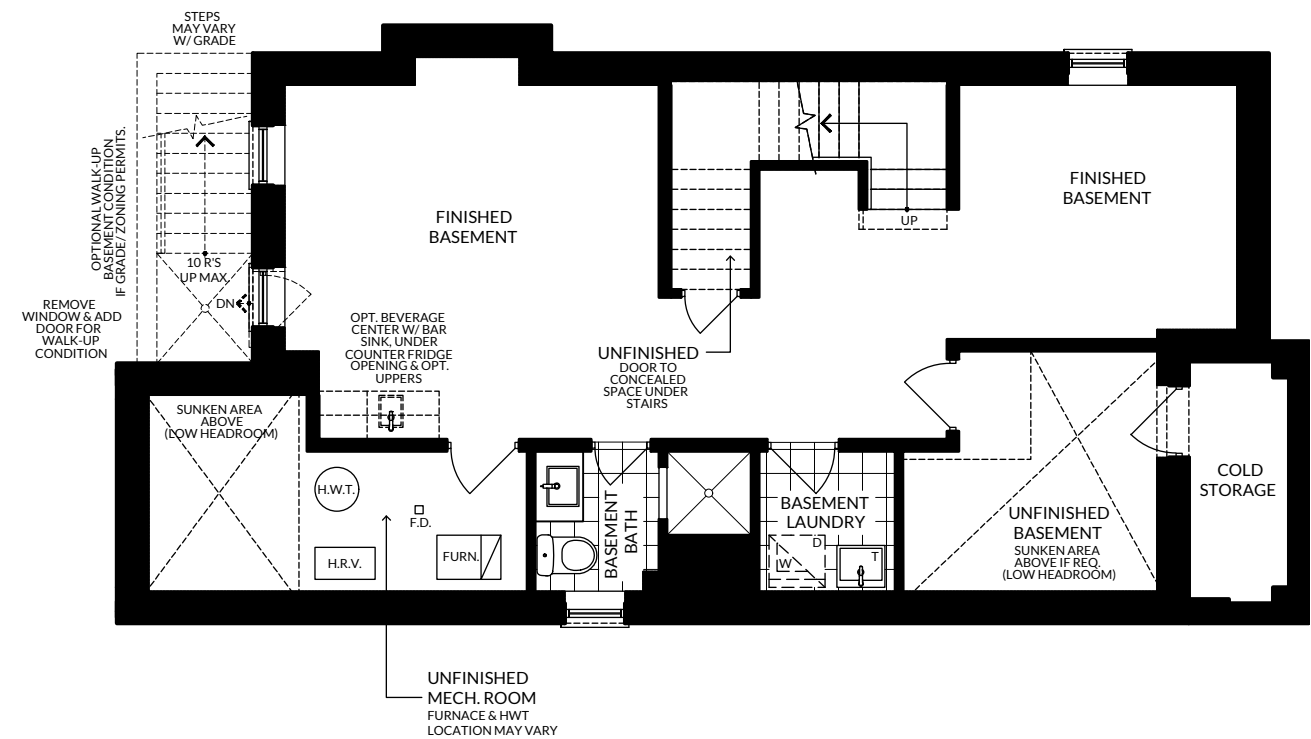 STEPS
MAY VARY
W/ GRADE
OPTIONAL WALK-UP
BASEMENT CONDITION
IF GRADE/ ZONING PERMITS.
10 R'S
UP MAX.
DN
REMOVE
WINDOW & ADD
DOOR FOR
WALK-UP
CONDITION
FINISHED
BASEMENT
OPT. BEVERAGE
CENTER W/ BAR
SINK, UNDER
COUNTER FRIDGE
OPENING & OPT.
UPPERS
UP
FINISHED
BASEMENT
UNFINISHED
DOOR TO
CONCEALED
SPACE UNDER
STAIRS
SUNKEN AREA
ABOVE
(LOW HEADROOM)
H.W.T.
F.D.
H.R.V.
FURN.
BASEMENT
BATH
BASEMENT
LAUNDRY
D
W
T
UNFINISHED
BASEMENT
SUNKEN AREA
ABOVE IF REQ.
(LOW HEADROOM)
COLD
STORAGE
UNFINISHED
MECH. ROOM
FURNACE & HWT
LOCATION MAY VARY